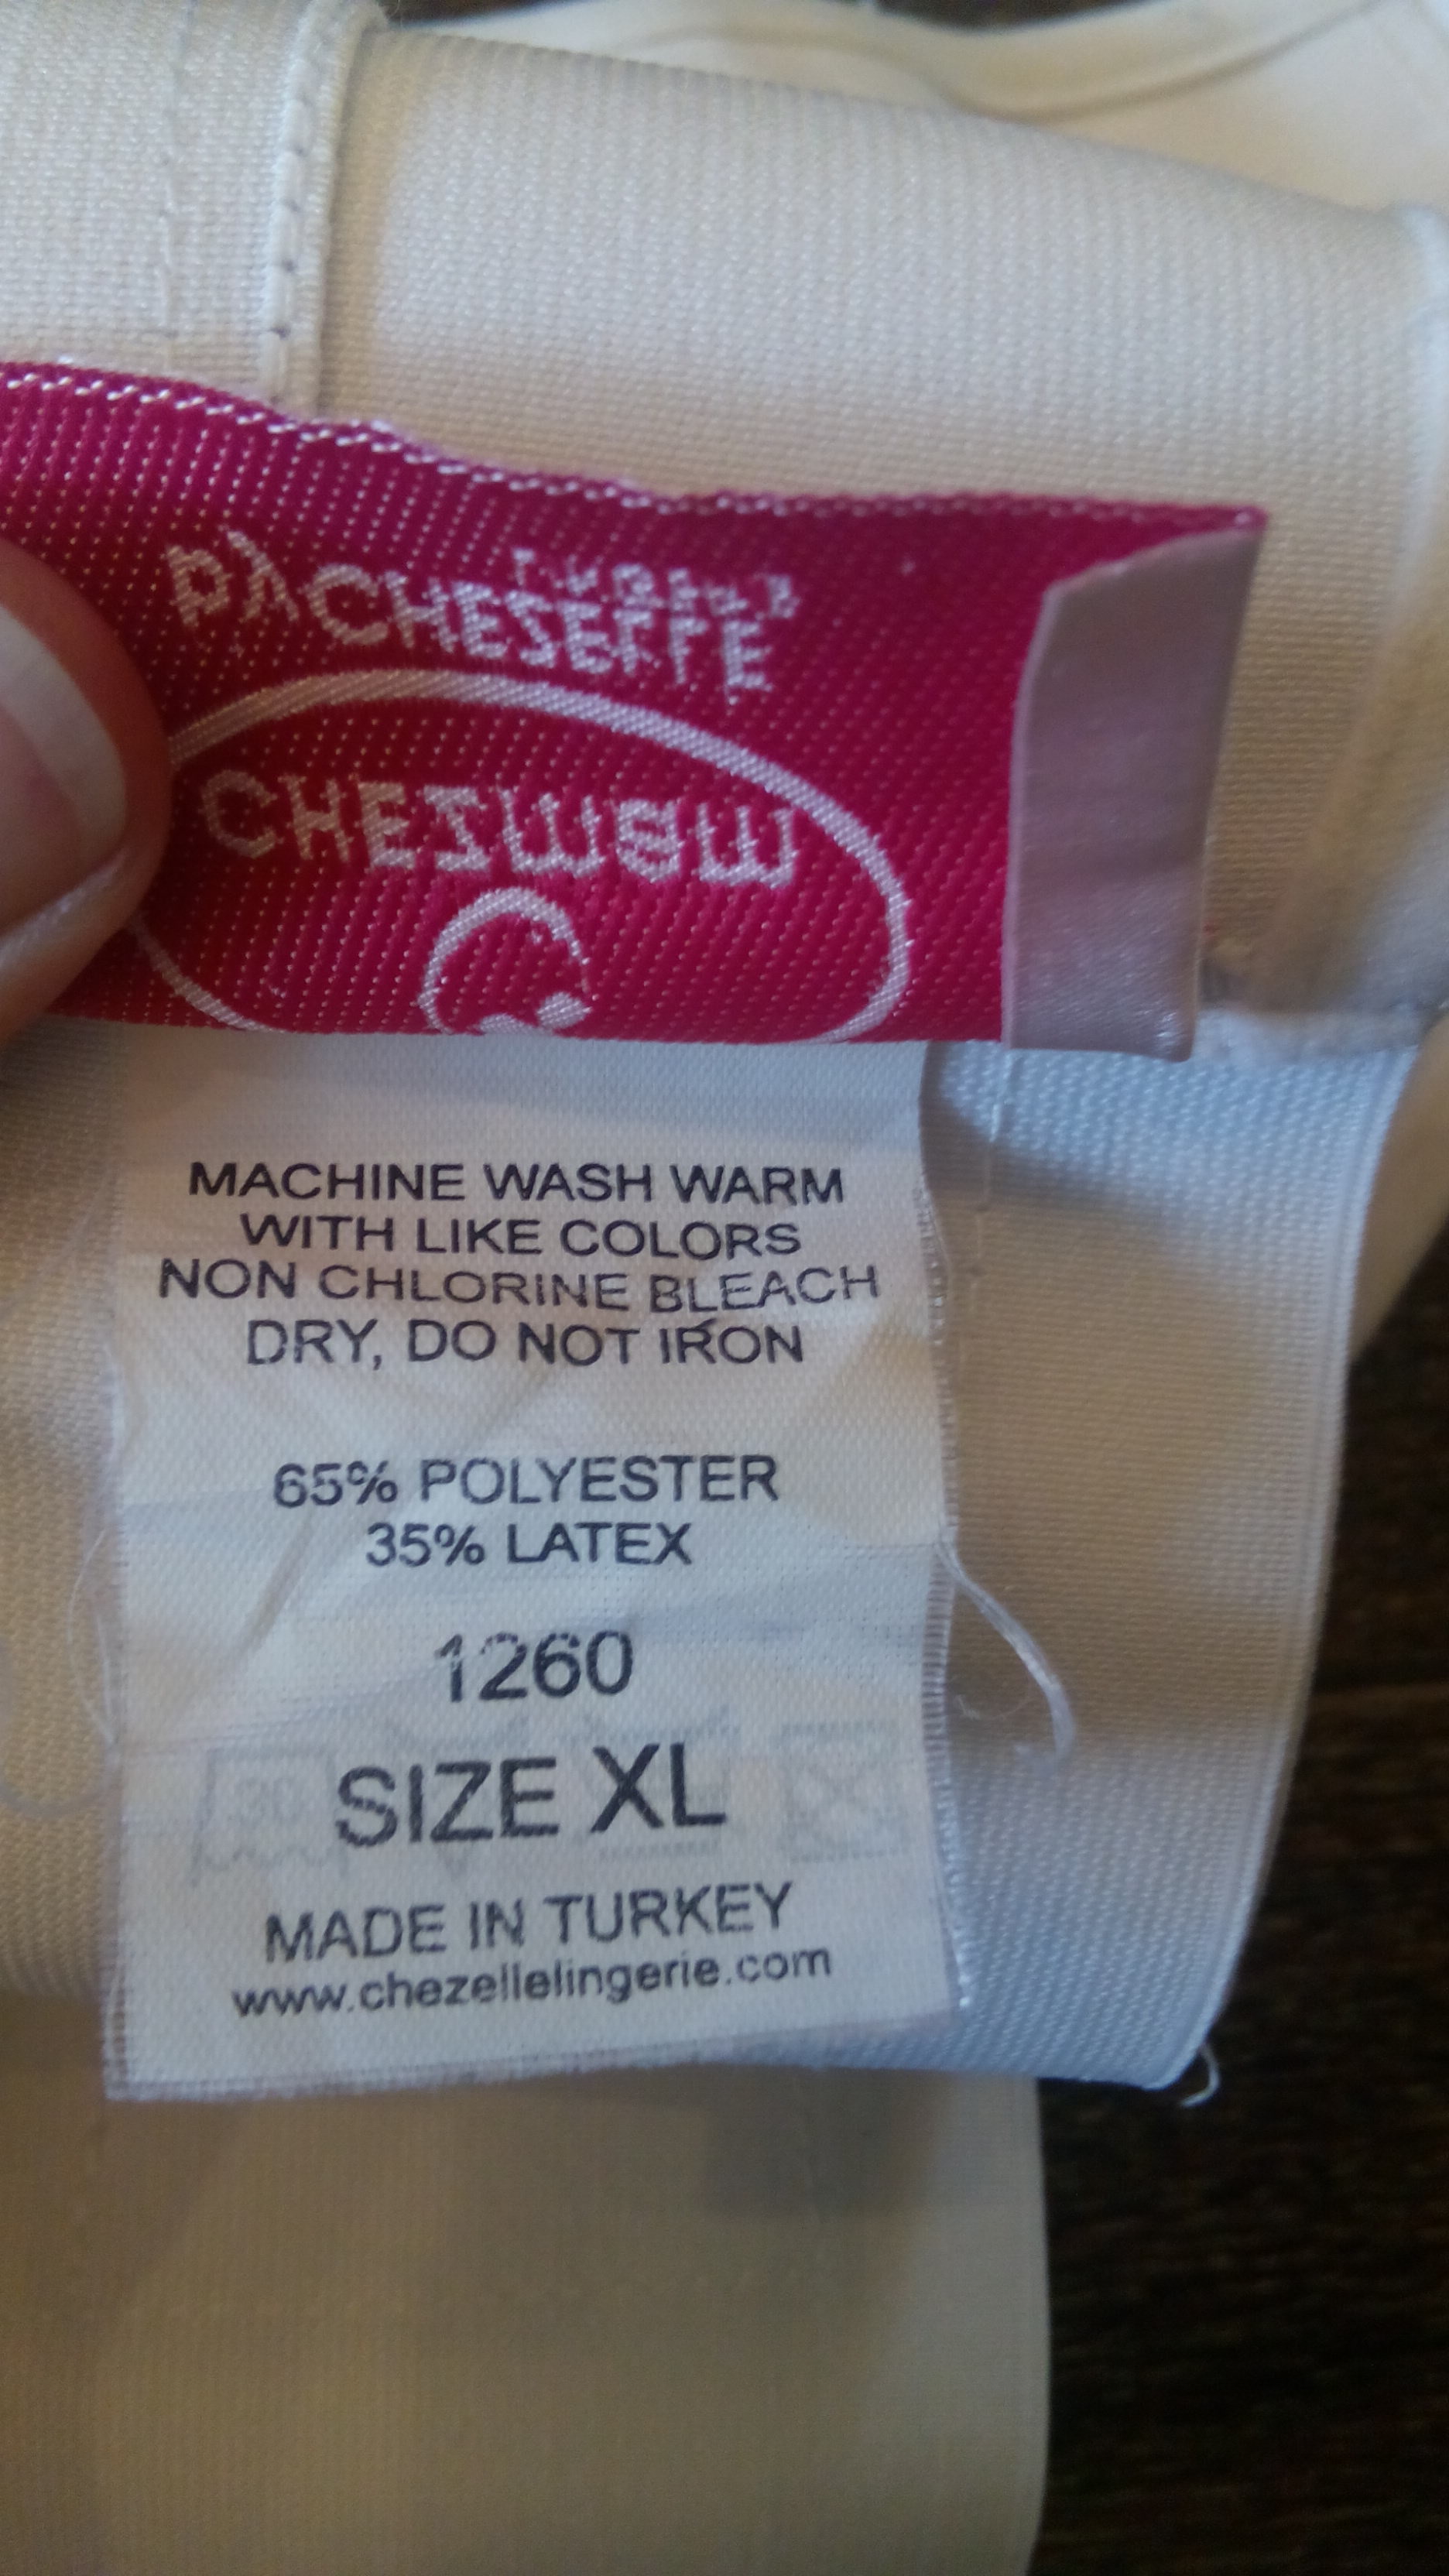 MACHINE WASH WARM
WITH LIKE COLORS
NON CHLORINE BLEACH
DRY, DO NOT IRON
65% POLYESTER
35% LATEX
1260
SIZE XL
MADE IN TURKEY
www.chezellelingerie.com